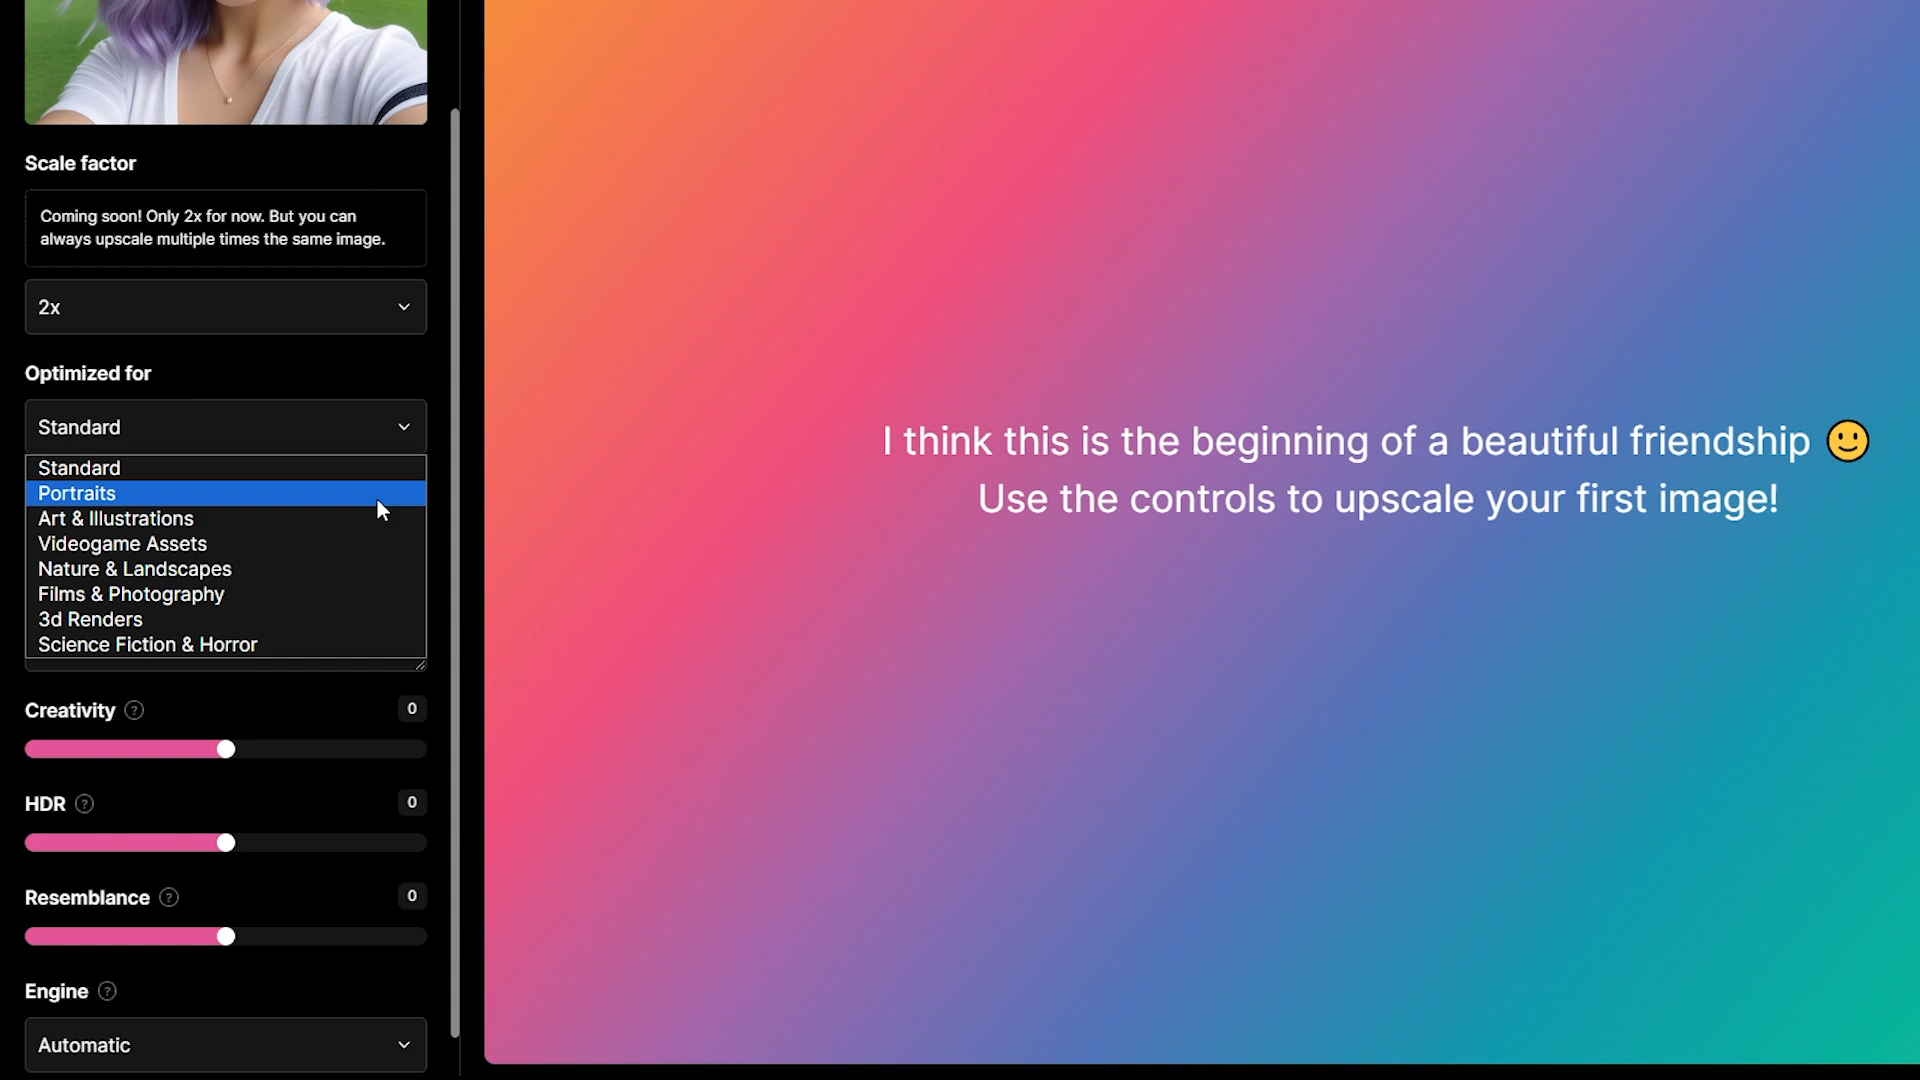 Scale factor
Coming soon! Only 2x for now. But you can
always upscale multiple times the same image.
2x
Optimized for
Standard
Standard
Portraits
Art & Illustrations
Videogame Assets
Nature & Landscapes
Films & Photography
3d Renders
Science Fiction & Horror
Creativity ? 0
HDR ? 0
Resemblance ? 0
Engine ?
Automatic
I think this is the beginning of a beautiful friendship 🙂
Use the controls to upscale your first image!